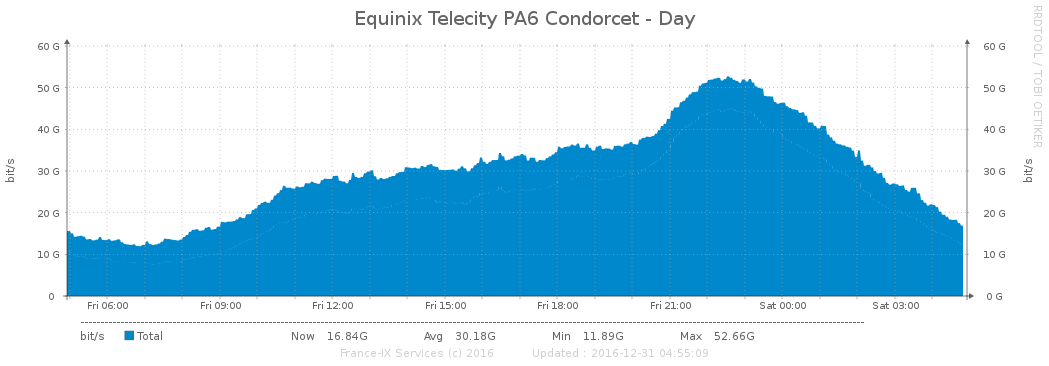 Equinix Telecity PA6 Condorcet - Day
RRDTOOL / TOBI OETIKER
bit/s
bit/s
60 G 60 G
50 G 50 G
40 G 40 G
30 G 30 G
20 G 20 G
10 G 10 G
0 0 G
Fri 06:00 Fri 09:00 Fri 12:00 Fri 15:00 Fri 18:00 Fri 21:00 Sat 00:00 Sat 03:00
bit/s Total Now 16.84G Avg 30.18G Min 11.89G Max 52.66G
France-IX Services (c) 2016 Updated : 2016-12-31 04:55:09